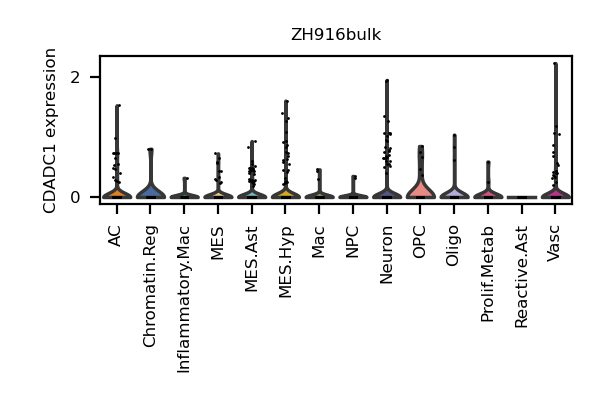 ZH916bulk
CDADC1 expression
2
0
AC
Chromatin.Reg
Inflammatory.Mac
MES
MES.Ast
MES.Hyp
Mac
NPC
Neuron
OPC
Oligo
Prolif.Metab
Reactive.Ast
Vasc